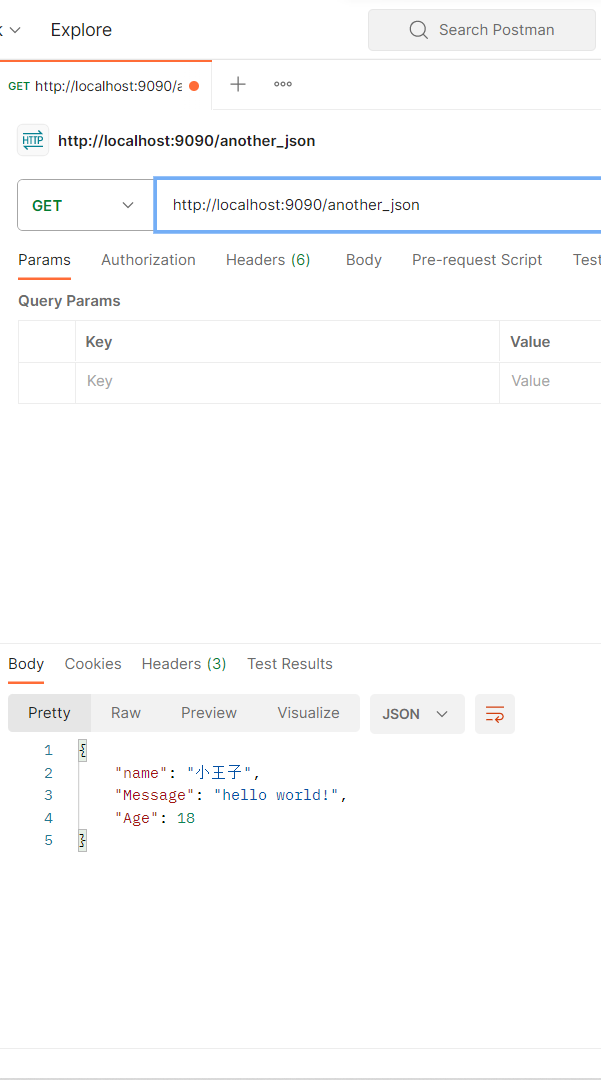 Explore
Search Postman
GET http://localhost:9090/a
HTTP http://localhost:9090/another_json
GET http://localhost:9090/another_json
Params Authorization Headers (6) Body Pre-request Script Test
Query Params
Key Value
Key Value
Body Cookies Headers (3) Test Results
Pretty Raw Preview Visualize JSON
1 {
2 "name": "小王子",
3 "Message": "hello world!",
4 "Age": 18
5 }